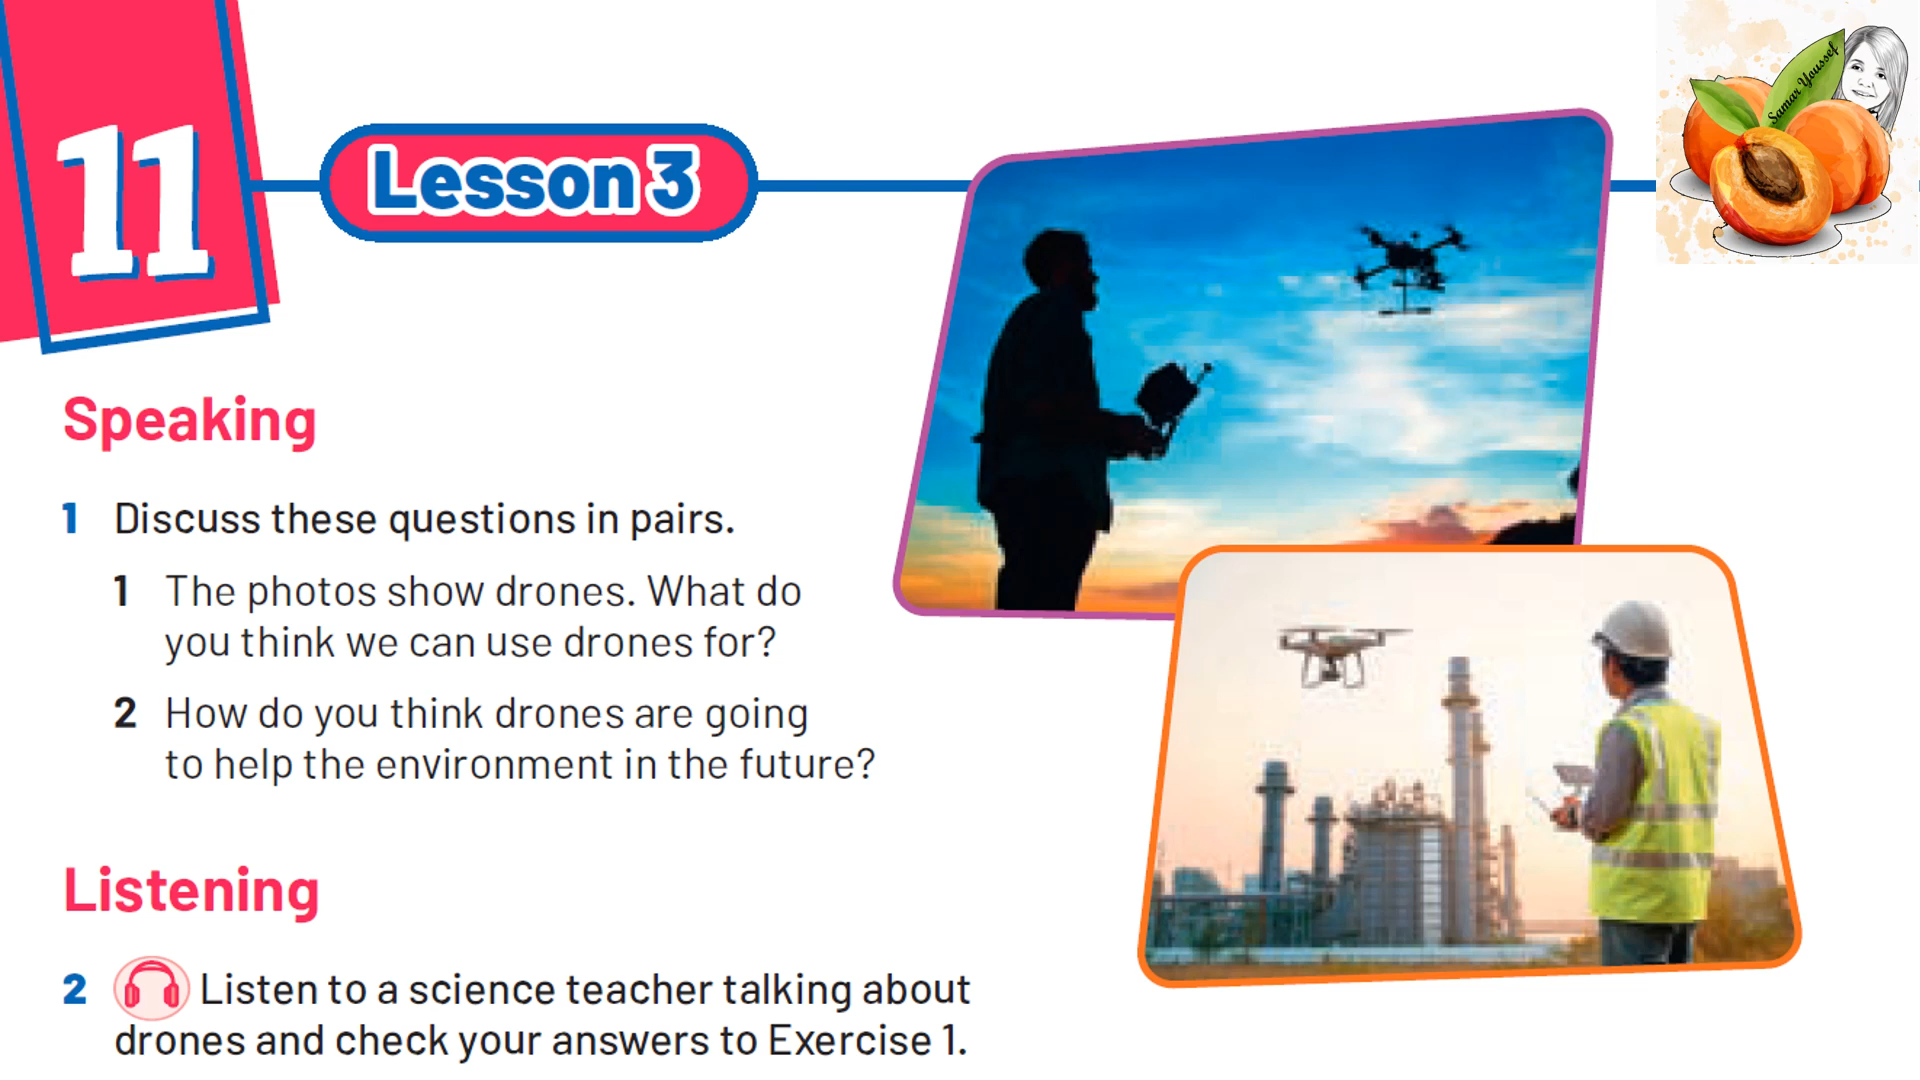 11
Lesson 3
Samar Youssef
Speaking
1 Discuss these questions in pairs.
1 The photos show drones. What do
you think we can use drones for?
2 How do you think drones are going
to help the environment in the future?
Listening
2 Listen to a science teacher talking about
drones and check your answers to Exercise 1.